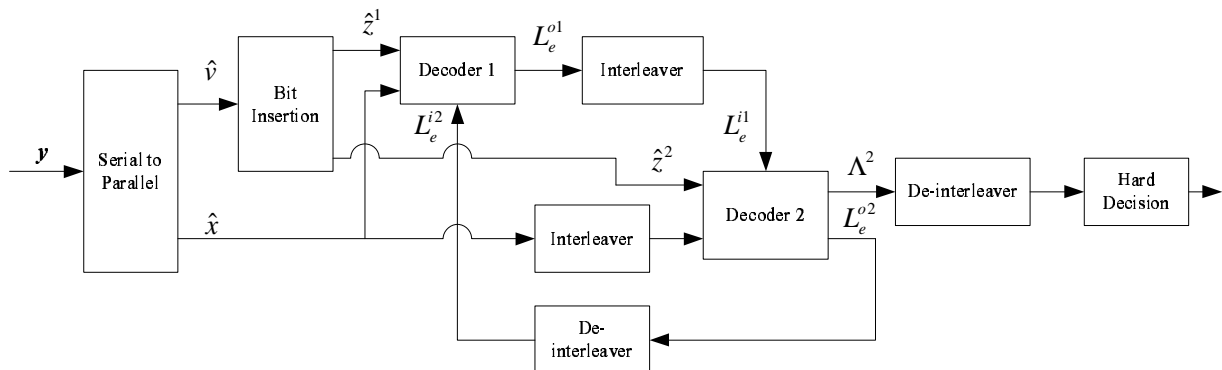 ẑ¹
L_e^{o1}
v̂
Decoder 1
Interleaver
Bit
Insertion
L_e^{i2}
L_e^{i1}
y
Serial to
Parallel
ẑ²
Λ²
De-interleaver
Hard
Decision
x̂
Interleaver
Decoder 2
L_e^{o2}
De-
interleaver